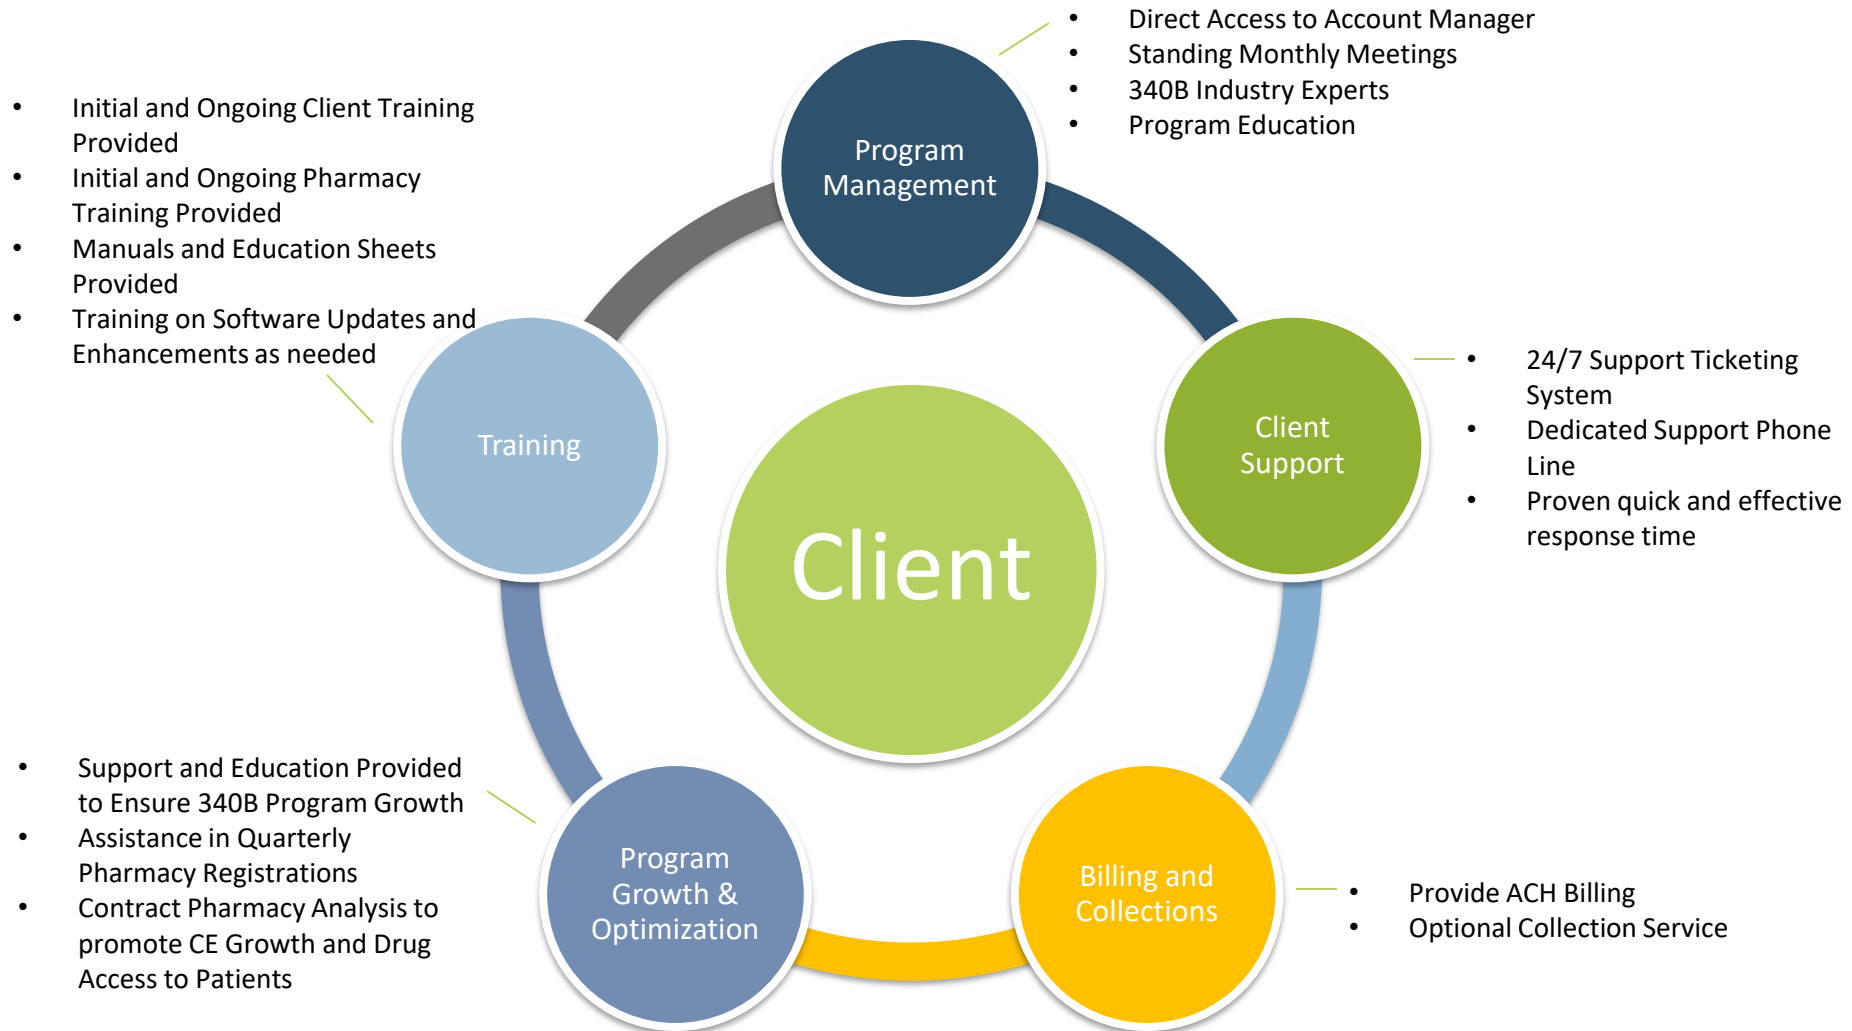 • Direct Access to Account Manager
• Standing Monthly Meetings
• 340B Industry Experts
• Program Education
• Initial and Ongoing Client Training
Provided
• Initial and Ongoing Pharmacy
Training Provided
• Manuals and Education Sheets
Provided
• Training on Software Updates and
Enhancements as needed
Program
Management
Training
Client
Client
Support
• 24/7 Support Ticketing
System
• Dedicated Support Phone
Line
• Proven quick and effective
response time
• Support and Education Provided
to Ensure 340B Program Growth
• Assistance in Quarterly
Pharmacy Registrations
• Contract Pharmacy Analysis to
promote CE Growth and Drug
Access to Patients
Program
Growth &
Optimization
Billing and
Collections
• Provide ACH Billing
• Optional Collection Service